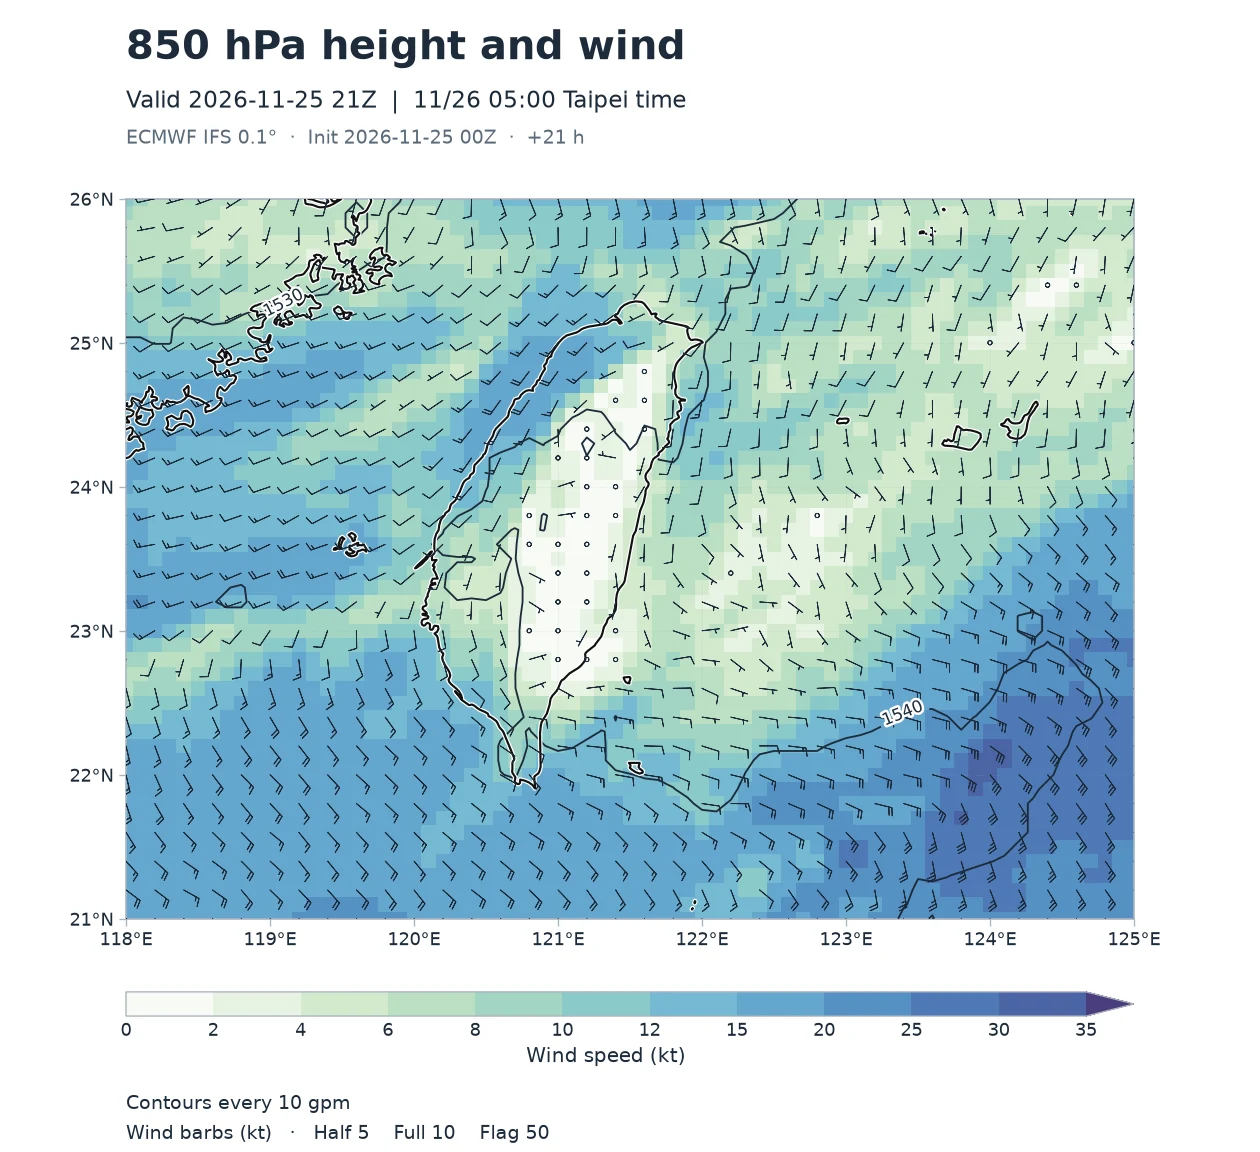 850 hPa height and wind
Valid 2026-11-25 21Z | 11/26 05:00 Taipei time
ECMWF IFS 0.1° · Init 2026-11-25 00Z · +21 h
26°N
25°N
24°N
23°N
22°N
21°N
1530
1540
118°E 119°E 120°E 121°E 122°E 123°E 124°E 125°E
0 2 4 6 8 10 12 15 20 25 30 35
Wind speed (kt)
Contours every 10 gpm
Wind barbs (kt) · Half 5 Full 10 Flag 50